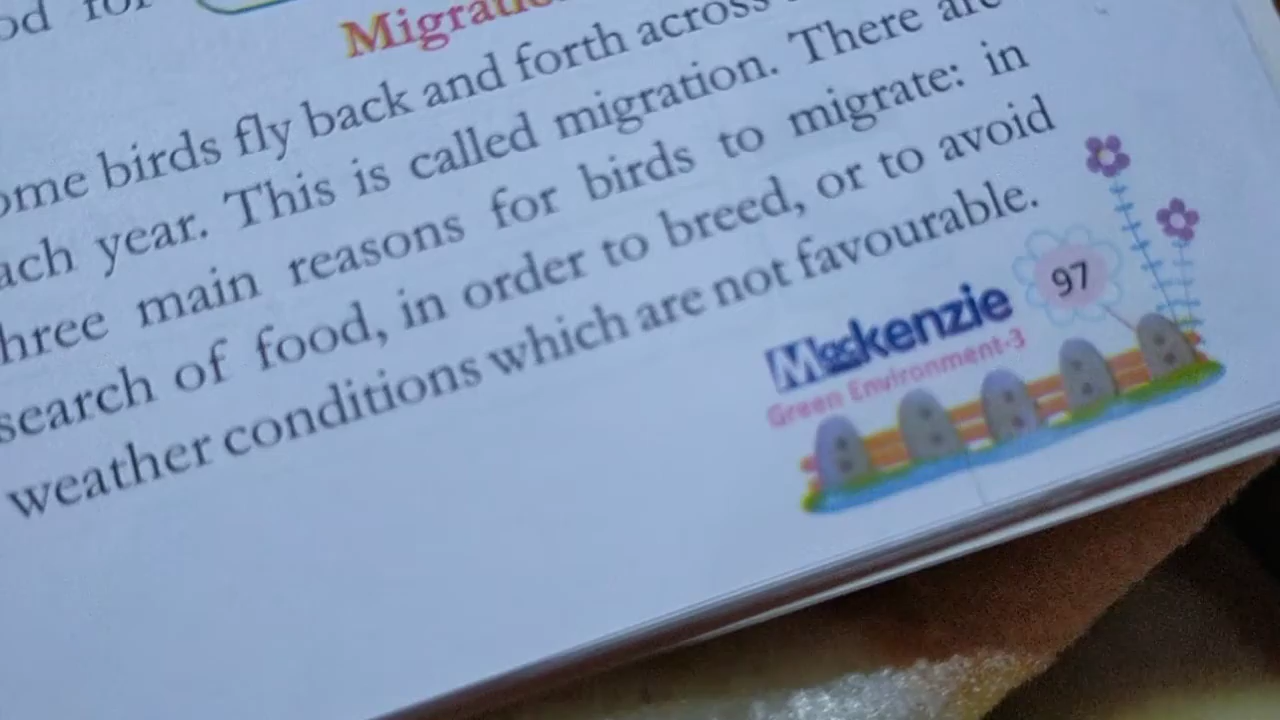 for
Migration
ome birds fly back and forth across
ach year. This is called migration. There are
hree main reasons for birds to migrate: in
search of food, in order to breed, or to avoid
weather conditions which are not favourable.
97
Mackenzie
Green Environment-3